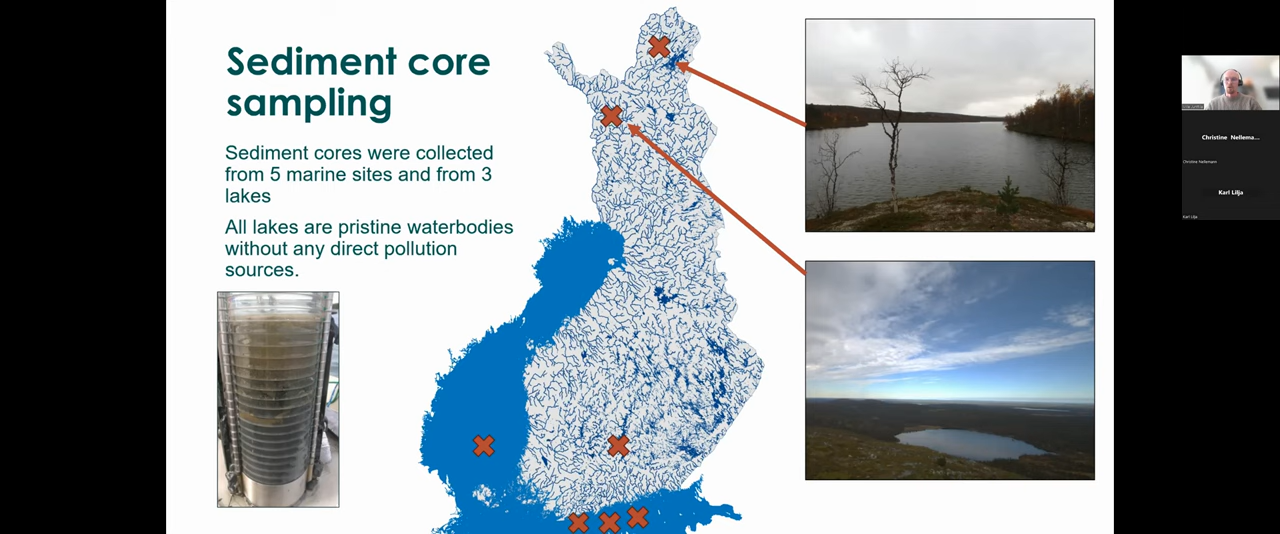 Sediment core
sampling
Sediment cores were collected
from 5 marine sites and from 3
lakes
All lakes are pristine waterbodies
without any direct pollution
sources.
Christine Nellema...
Christine Nellemann
Karl Lilja
Karl Lilja